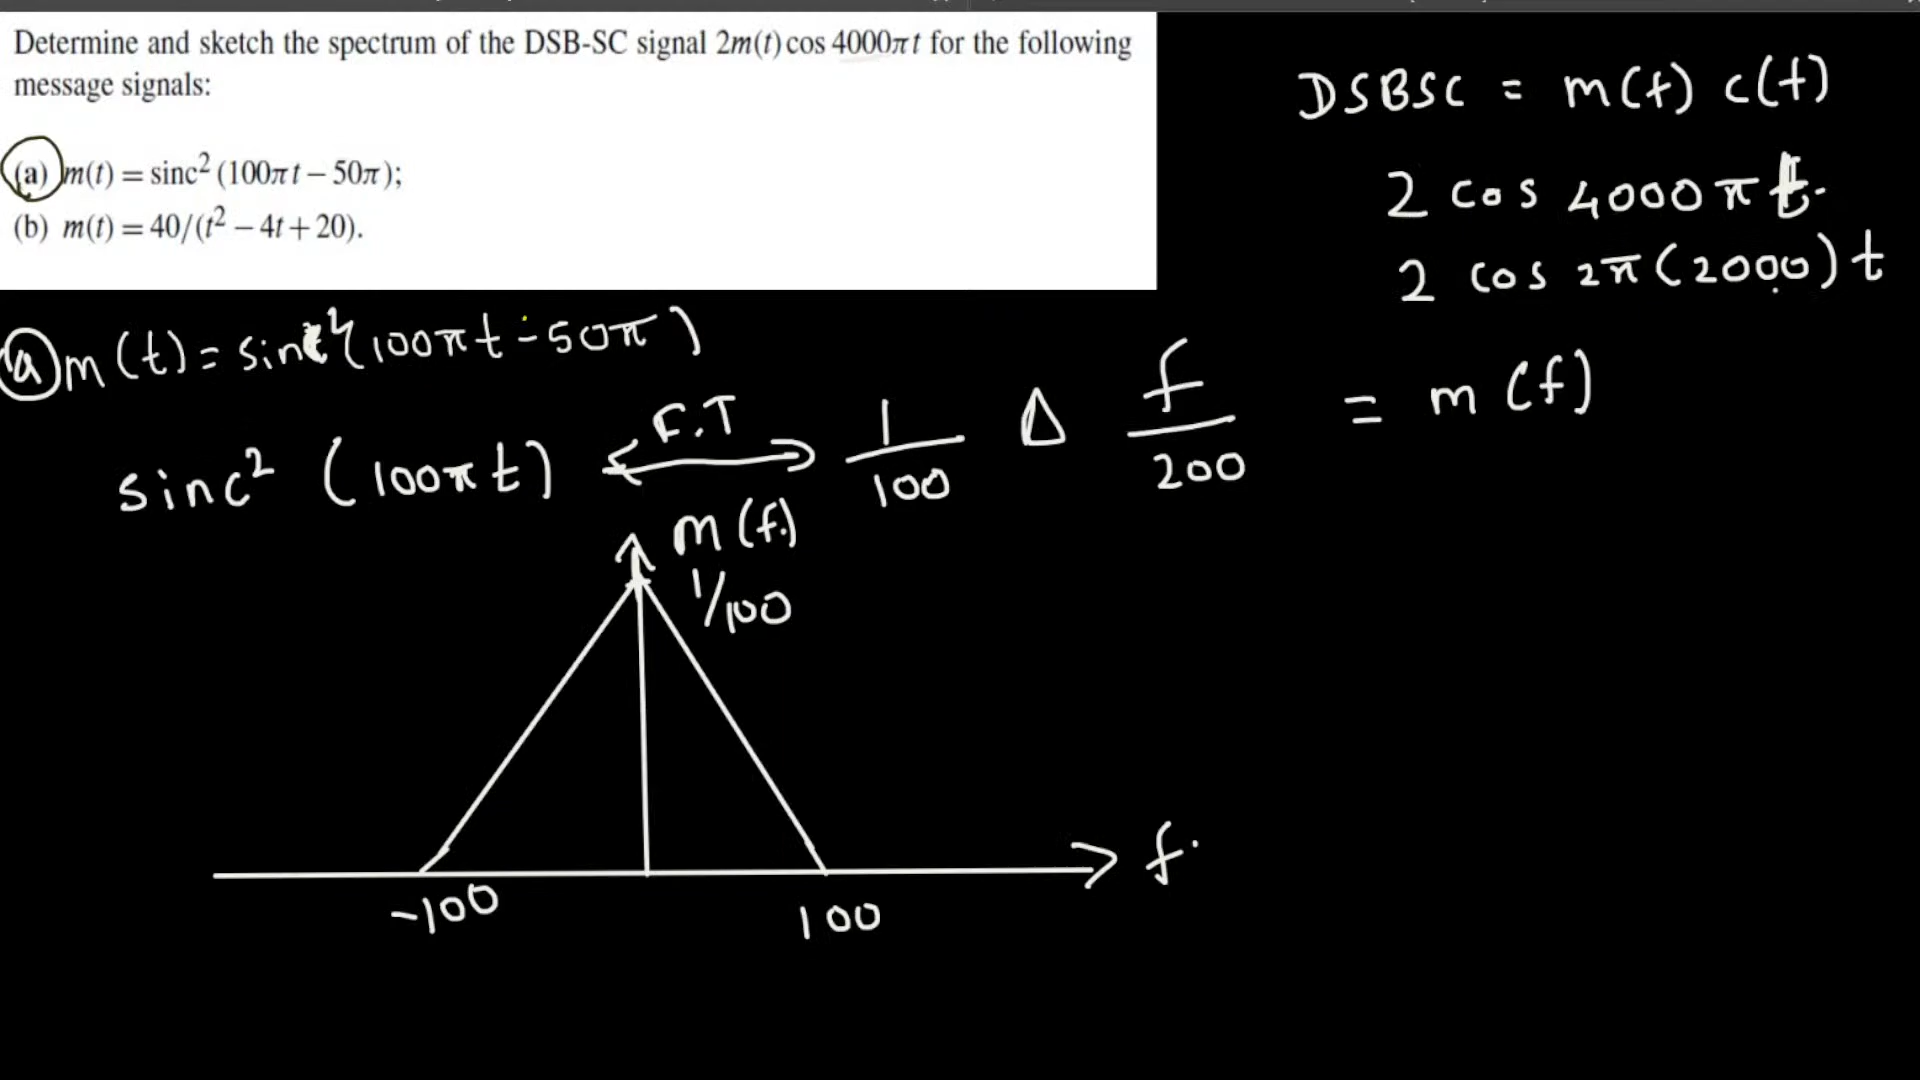 Determine and sketch the spectrum of the DSB-SC signal 2m(t) cos 4000πt for the following
message signals:
(a) m(t) = sinc² (100πt – 50π);
(b) m(t) = 40/(t² – 4t + 20).
DSBSC = m(t) c(t)
2 cos 4000πt.
2 cos 2π(2000)t
(a) m(t) = sinc²(100πt - 50π)
sinc² (100πt) F.T 1/100 Δ f/200 = m(f)
m(f)
1/100
f.
-100
100